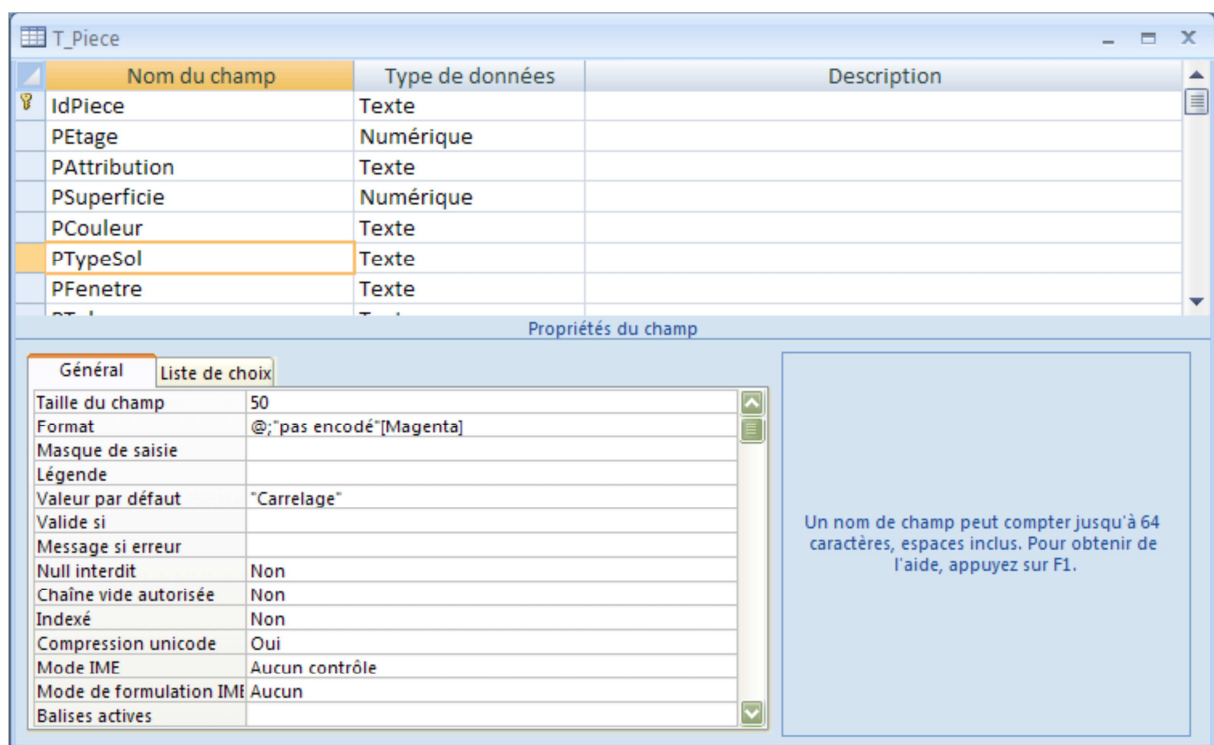 T_Piece
Nom du champ Type de données Description
IdPiece Texte
PEtage Numérique
PAttribution Texte
PSuperficie Numérique
PCouleur Texte
PTypeSol Texte
PFenetre Texte
Propriétés du champ
Général Liste de choix
Taille du champ 50
Format @;"pas encodé"[Magenta]
Masque de saisie
Légende
Valeur par défaut "Carrelage"
Valide si
Message si erreur
Null interdit Non
Chaîne vide autorisée Non
Indexé Non
Compression unicode Oui
Mode IME Aucun contrôle
Mode de formulation IME Aucun
Balises actives
Un nom de champ peut compter jusqu'à 64
caractères, espaces inclus. Pour obtenir de
l'aide, appuyez sur F1.